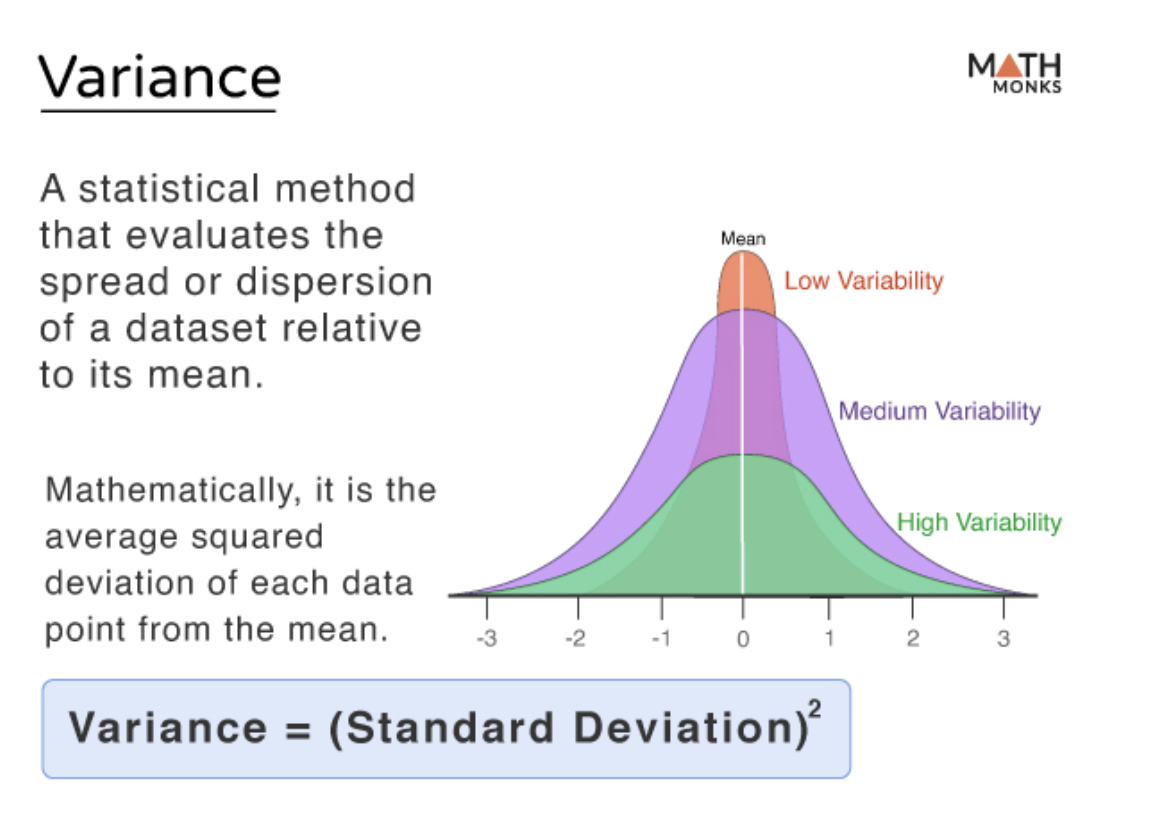 Variance
MATH
MONKS
A statistical method
that evaluates the
spread or dispersion
of a dataset relative
to its mean.
Mean
Low Variability
Medium Variability
High Variability
Mathematically, it is the
average squared
deviation of each data
point from the mean.
-3 -2 -1 0 1 2 3
Variance = (Standard Deviation)²